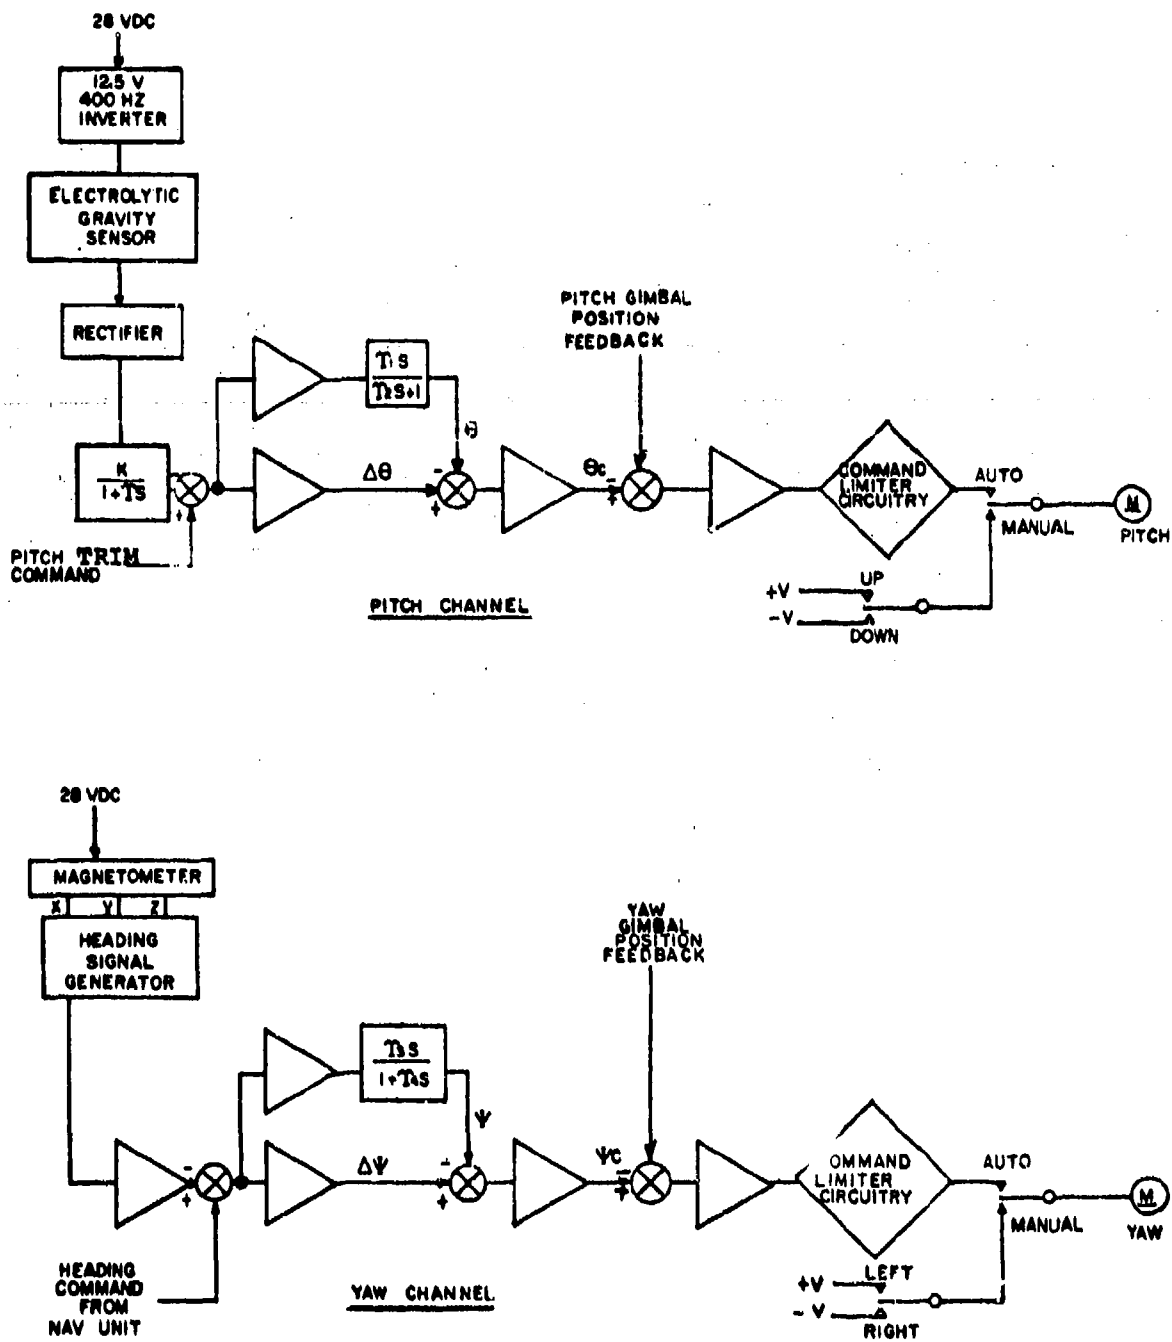 28 VDC
12.5 V
400 HZ
INVERTER
ELECTROLYTIC
GRAVITY
SENSOR
RECTIFIER
K
1+TS
+
PITCH TRIM
COMMAND
T1 S
T2S+1
θ
Δθ
-
+
θc
PITCH GIMBAL
POSITION
FEEDBACK
-
+
COMMAND
LIMITER
CIRCUITRY
AUTO
MANUAL
M
PITCH
+V
UP
-V
DOWN
PITCH CHANNEL
28 VDC
MAGNETOMETER
X Y Z
HEADING
SIGNAL
GENERATOR
-
+
HEADING
COMMAND
FROM
NAV UNIT
T3 S
1+T4S
Ψ
ΔΨ
-
+
Ψc
YAW
GIMBAL
POSITION
FEEDBACK
-
+
OMMAND
LIMITER
CIRCUITRY
AUTO
MANUAL
M
YAW
+V
LEFT
-V
RIGHT
YAW CHANNEL